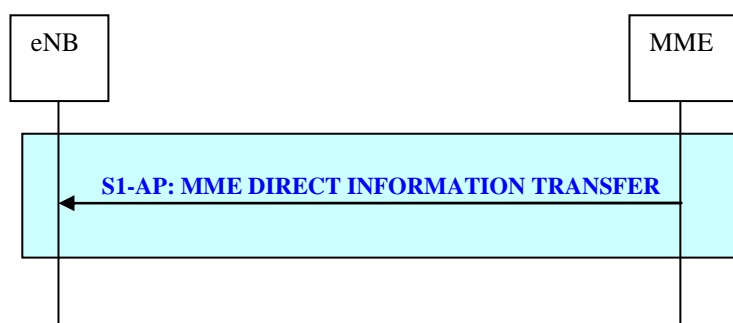 eNB
MME
S1-AP: MME DIRECT INFORMATION TRANSFER